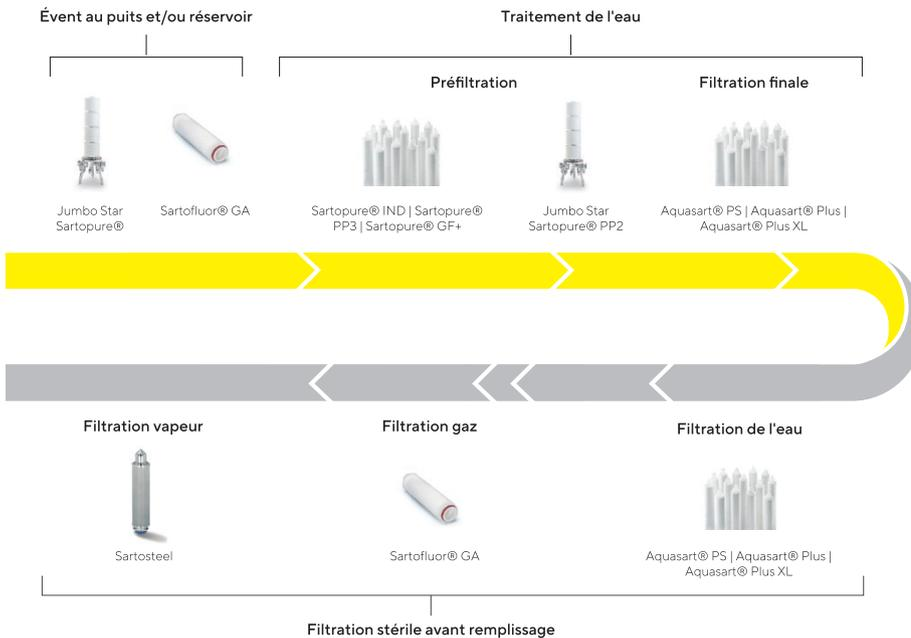 Évent au puits et/ou réservoir
Traitement de l'eau
Préfiltration
Filtration finale
Jumbo Star
Sartopure®
Sartofluor® GA
Sartopure® IND | Sartopure®
PP3 | Sartopure® GF+
Jumbo Star
Sartopure® PP2
Aquasart® PS | Aquasart® Plus |
Aquasart® Plus XL
Filtration vapeur
Filtration gaz
Filtration de l'eau
Sartosteel
Sartofluor® GA
Aquasart® PS | Aquasart® Plus |
Aquasart® Plus XL
Filtration stérile avant remplissage